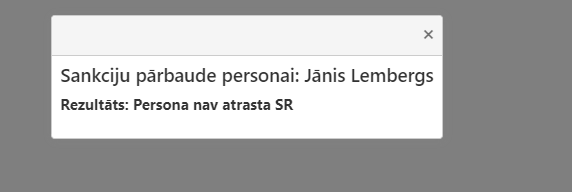 Sankciju pārbaude personai: Jānis Lembergs
Rezultāts: Persona nav atrasta SR